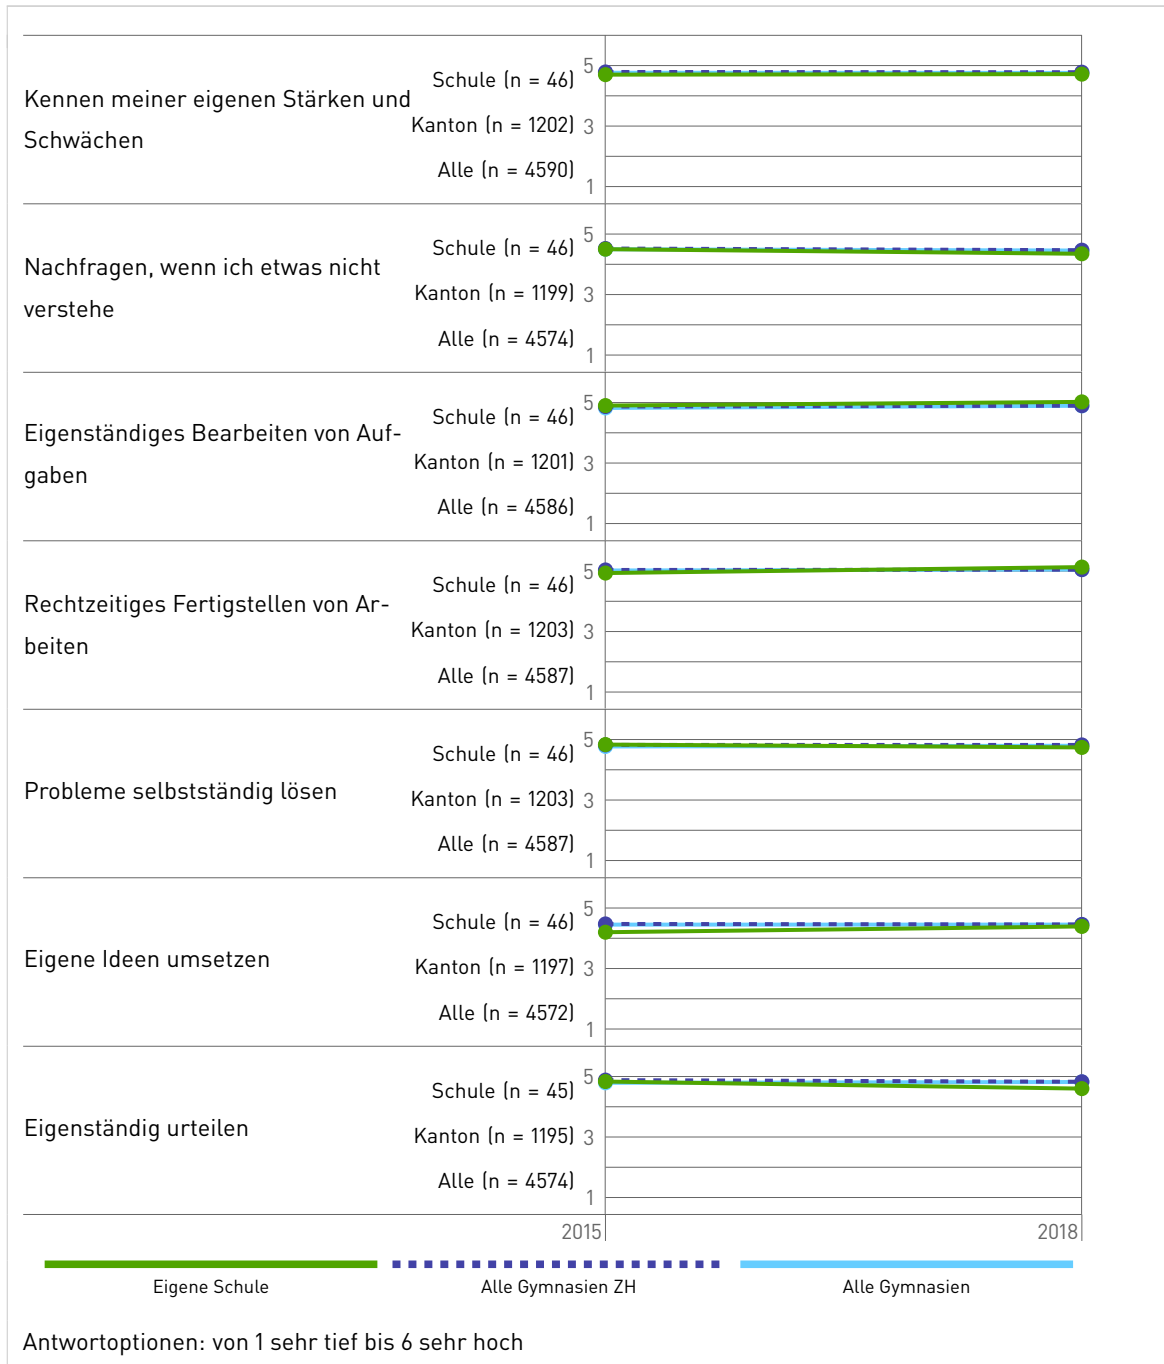 Kennen meiner eigenen Stärken und
Schwächen
Schule (n = 46)
Kanton (n = 1202)
Alle (n = 4590)
5
3
1
Nachfragen, wenn ich etwas nicht
verstehe
Schule (n = 46)
Kanton (n = 1199)
Alle (n = 4574)
5
3
1
Eigenständiges Bearbeiten von Auf-
gaben
Schule (n = 46)
Kanton (n = 1201)
Alle (n = 4586)
5
3
1
Rechtzeitiges Fertigstellen von Ar-
beiten
Schule (n = 46)
Kanton (n = 1203)
Alle (n = 4587)
5
3
1
Probleme selbstständig lösen
Schule (n = 46)
Kanton (n = 1203)
Alle (n = 4587)
5
3
1
Eigene Ideen umsetzen
Schule (n = 46)
Kanton (n = 1197)
Alle (n = 4572)
5
3
1
Eigenständig urteilen
Schule (n = 45)
Kanton (n = 1195)
Alle (n = 4574)
5
3
1
2015 2018
Eigene Schule Alle Gymnasien ZH Alle Gymnasien
Antwortoptionen: von 1 sehr tief bis 6 sehr hoch